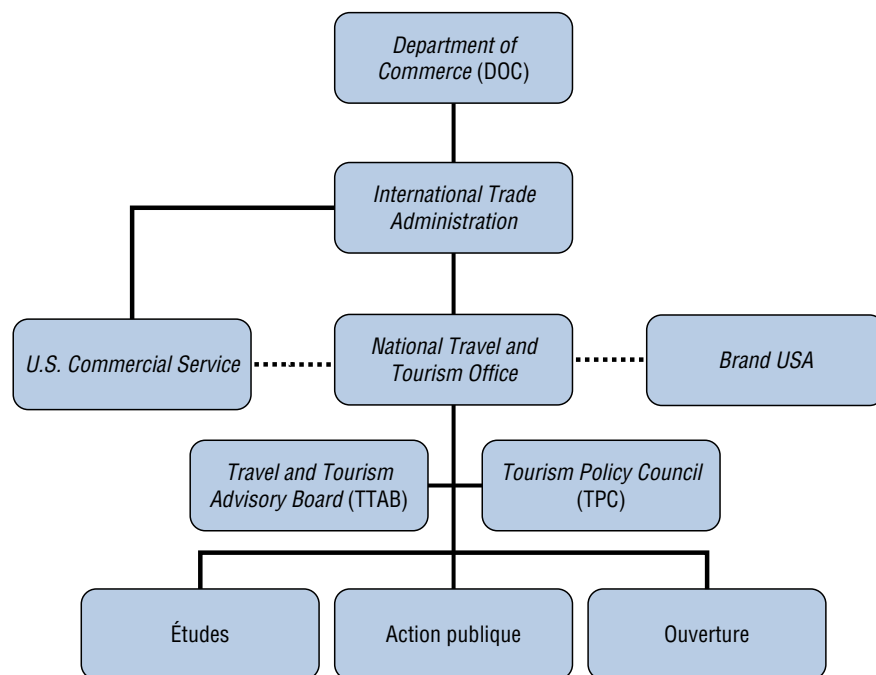 Department of
Commerce (DOC)
International Trade
Administration
U.S. Commercial Service
National Travel and
Tourism Office
Brand USA
Travel and Tourism
Advisory Board (TTAB)
Tourism Policy Council
(TPC)
Études
Action publique
Ouverture